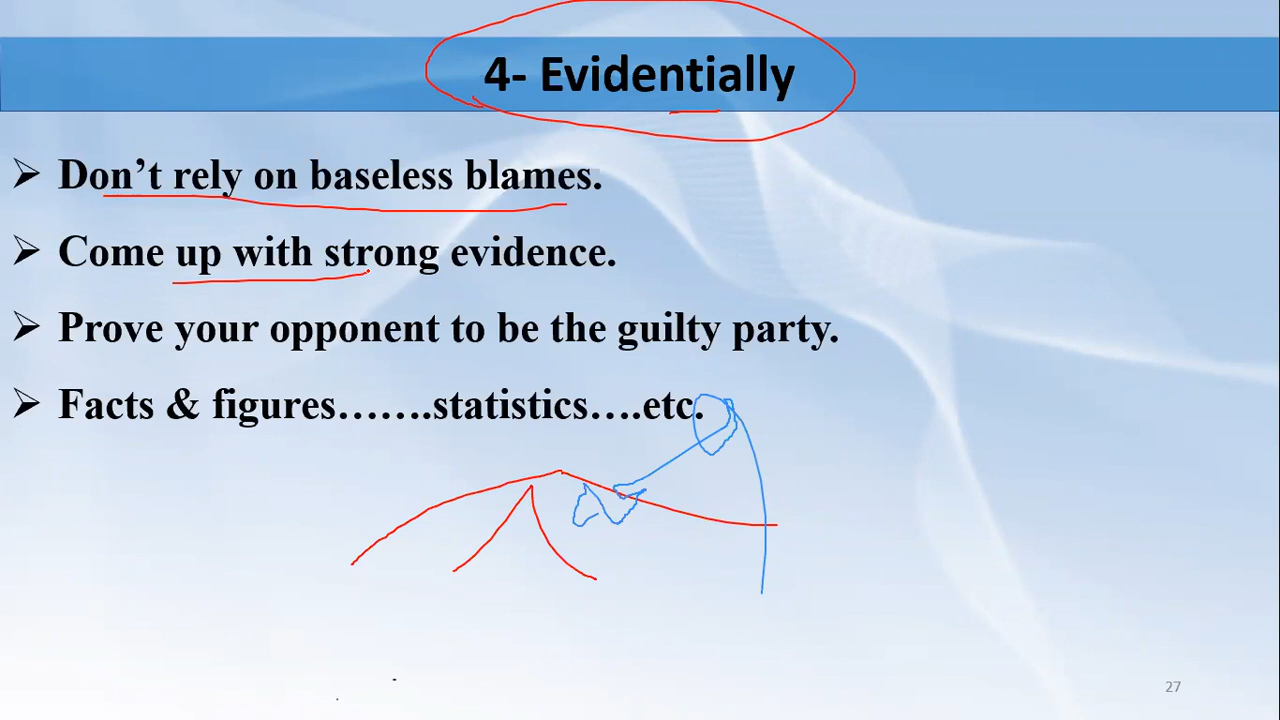 4- Evidentially
➢ Don’t rely on baseless blames.
➢ Come up with strong evidence.
➢ Prove your opponent to be the guilty party.
➢ Facts & figures…….statistics….etc.
27